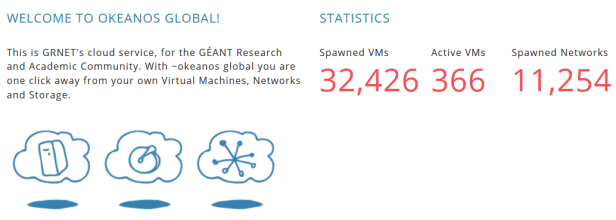 WELCOME TO OKEANOS GLOBAL!
This is GRNET's cloud service, for the GÉANT Research
and Academic Community. With ~okeanos global you are
one click away from your own Virtual Machines, Networks
and Storage.
STATISTICS
Spawned VMs Active VMs Spawned Networks
32,426 366 11,254